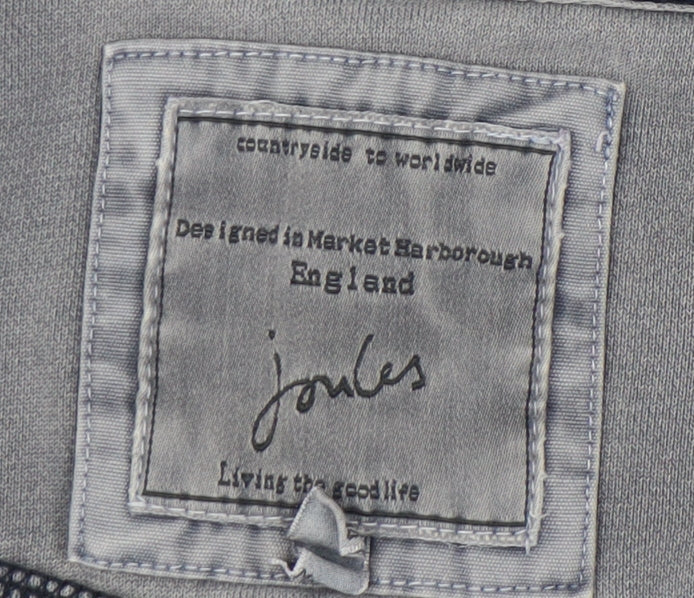 countryside to worldwide
Designed in Market Harborough
England
joules
Living the good life